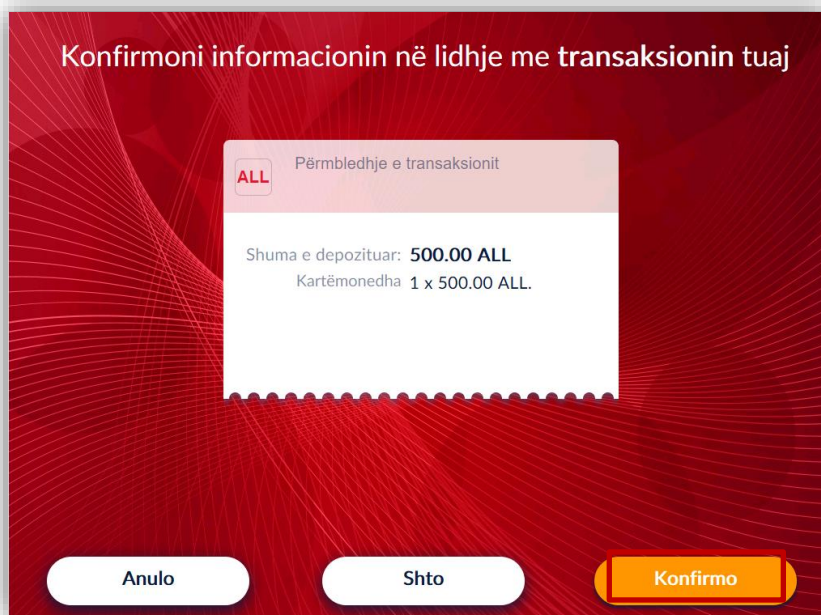 Konfirmoni informacionin në lidhje me transaksionin tuaj
ALL
Përmbledhje e transaksionit
Shuma e depozituar: 500.00 ALL
Kartëmonedha 1 x 500.00 ALL.
Anulo
Shto
Konfirmo